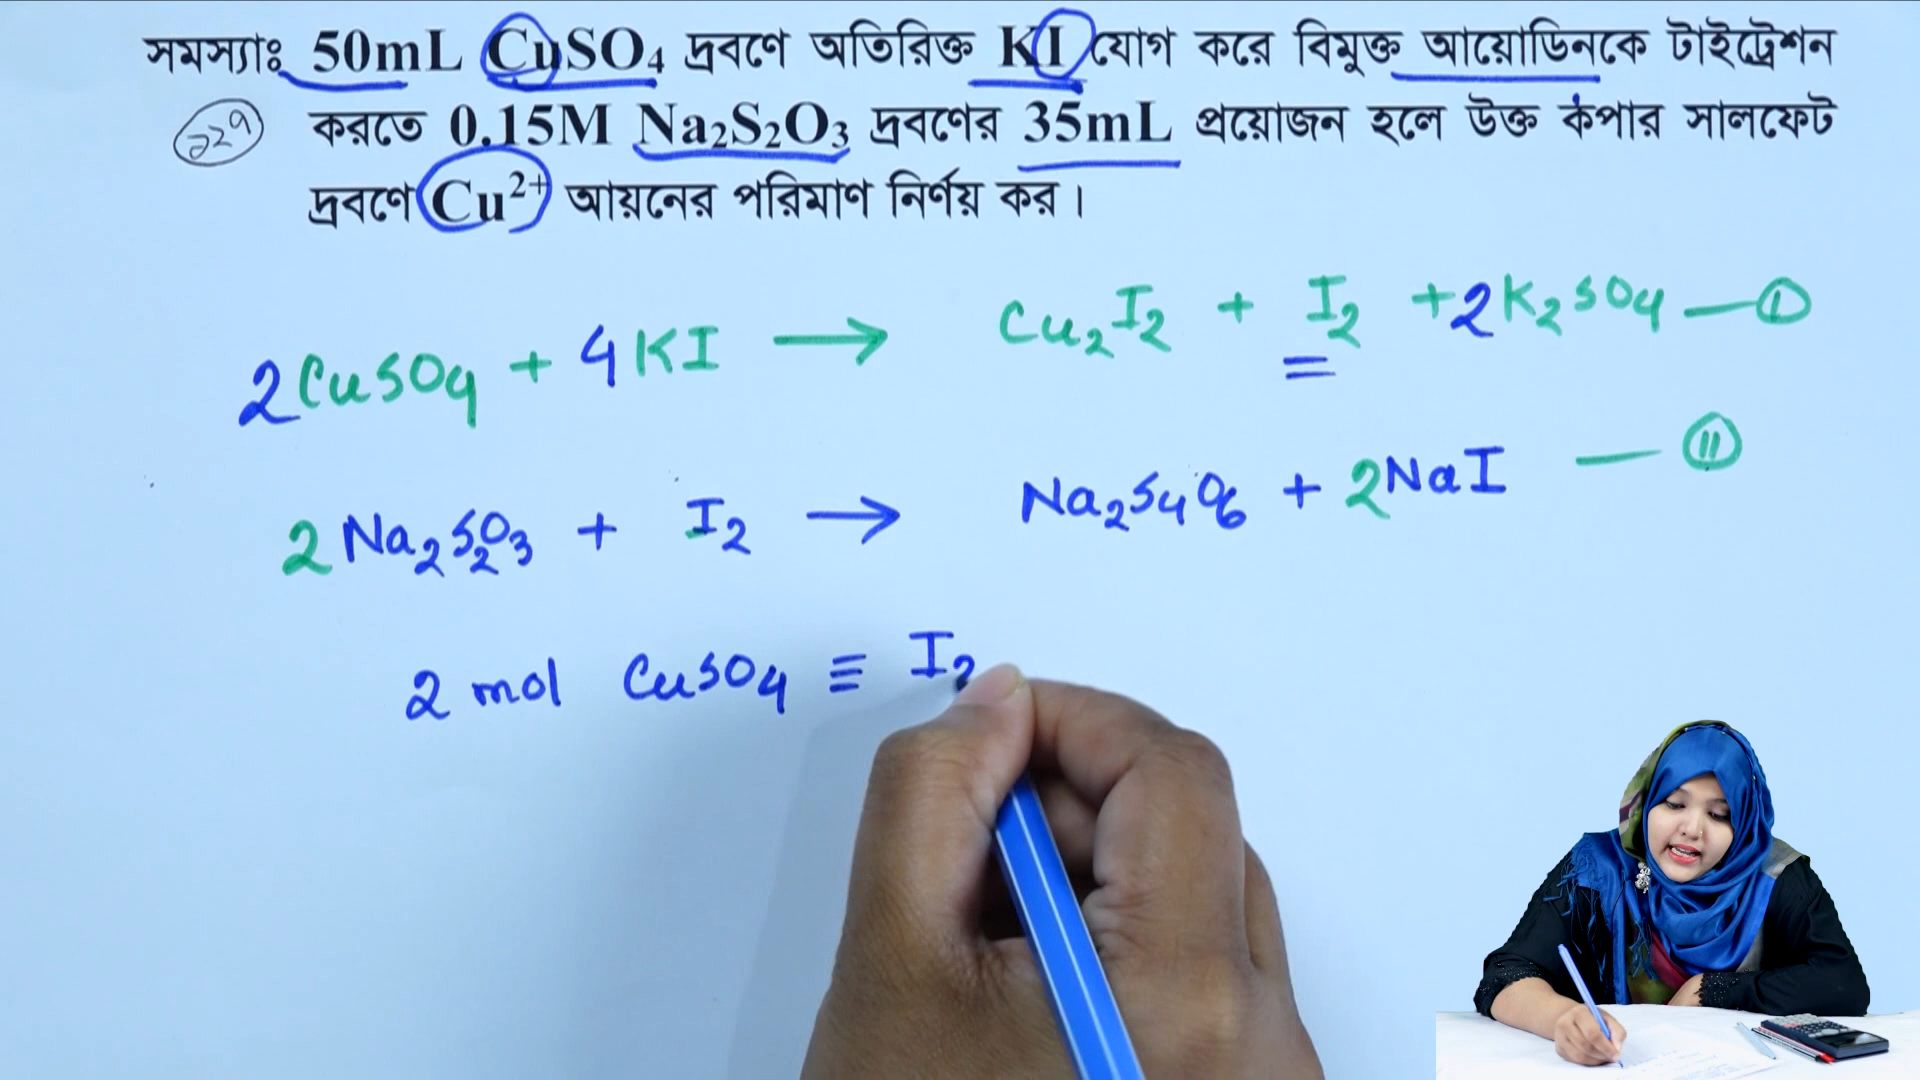 সমস্যাঃ 50mL CuSO₄ দ্রবণে অতিরিক্ত KI যোগ করে বিমুক্ত আয়োডিনকে টাইট্রেশন
করতে 0.15M Na₂S₂O₃ দ্রবণের 35mL প্রয়োজন হলে উক্ত কপার সালফেট
দ্রবণে Cu²⁺ আয়নের পরিমাণ নির্ণয় কর।
2CuSO₄ + 4KI → Cu₂I₂ + I₂ + 2K₂SO₄ — I
2Na₂S₂O₃ + I₂ → Na₂S₄O₆ + 2NaI — II
2 mol CuSO₄ ≡ I₂